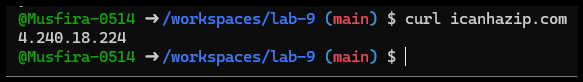 @Musfira-0514 ➜ /workspaces/lab-9 (main) $ curl icanhazip.com
4.240.18.224
@Musfira-0514 ➜ /workspaces/lab-9 (main) $